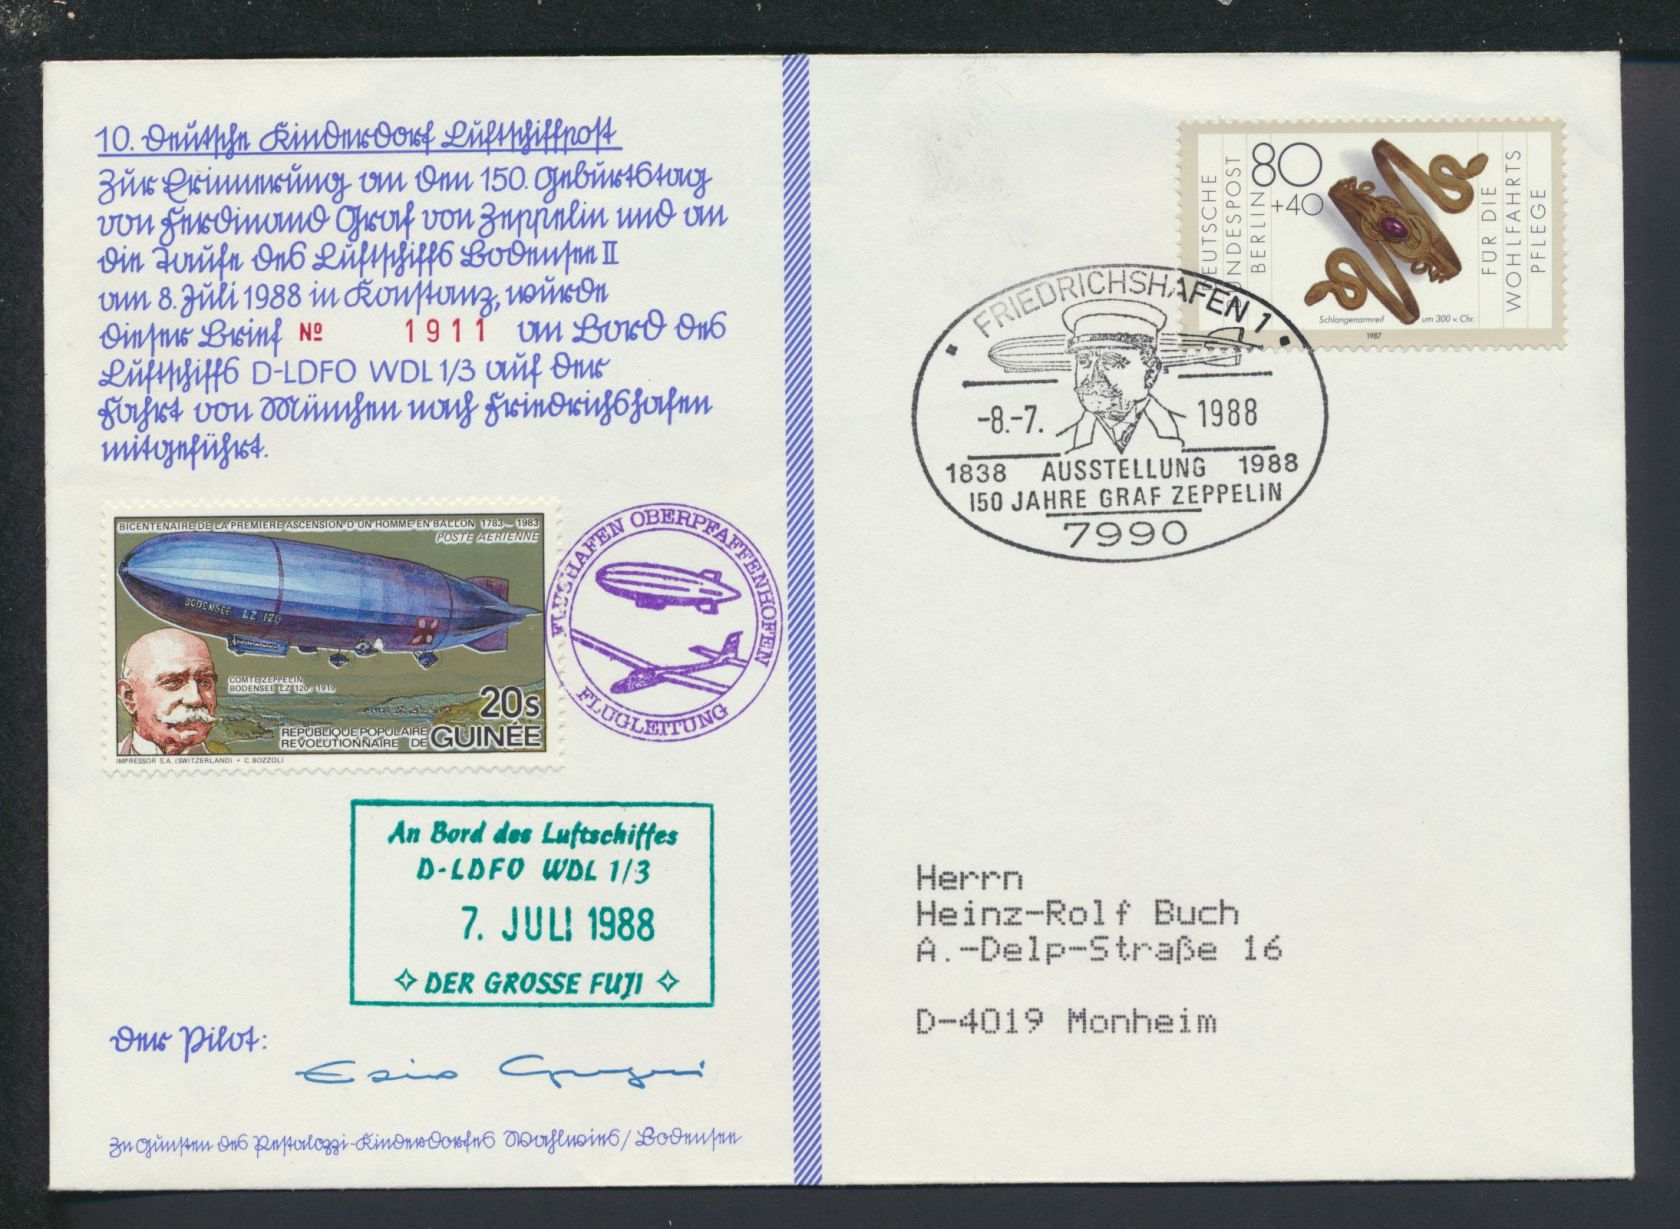 10. Deutsche Kinderdorf Luftschiffpost
Zur Erinnerung an den 150. Geburtstag
von Ferdinand Graf von Zeppelin und an
die Taufe des Luftschiffs Bodensee II
am 8. Juli 1988 in Konstanz, wurde
dieser Brief № 1911 an Bord des
Luftschiffs D-LDFO WDL 1/3 auf der
Fahrt von München nach Friedrichshafen
mitgeführt.
BICENTENAIRE DE LA PREMIERE ASCENSION D'UN HOMME EN BALLON 1783-1983
POSTE AERIENNE
BODENSEE LZ 120
COMTE ZEPPELIN
BODENSEE LZ 120 1919
20s
REPUBLIQUE POPULAIRE
REVOLUTIONNAIRE DE GUINÉE
IMPRESSOR S.A. (SWITZERLAND) • C. BOZZOLI
FLUGHAFEN OBERPFAFFENHOFEN
FLUGLEITUNG
An Bord des Luftschiffes
D-LDFO WDL 1/3
7. JULI 1988
DER GROSSE FUJI
Der Pilot:
Zu Gunsten des Pestalozzi-Kinderdorfes Wahlwies/Bodensee
DEUTSCHE
BUNDESPOST
BERLIN
80
+40
FÜR DIE
WOHLFAHRTS
PFLEGE
Schlangenarmreif um 300 v. Chr.
1987
FRIEDRICHSHAFEN 1
-8.-7. 1988
1838 AUSSTELLUNG 1988
150 JAHRE GRAF ZEPPELIN
7990
Herrn
Heinz-Rolf Buch
A.-Delp-Straße 16
D-4019 Monheim